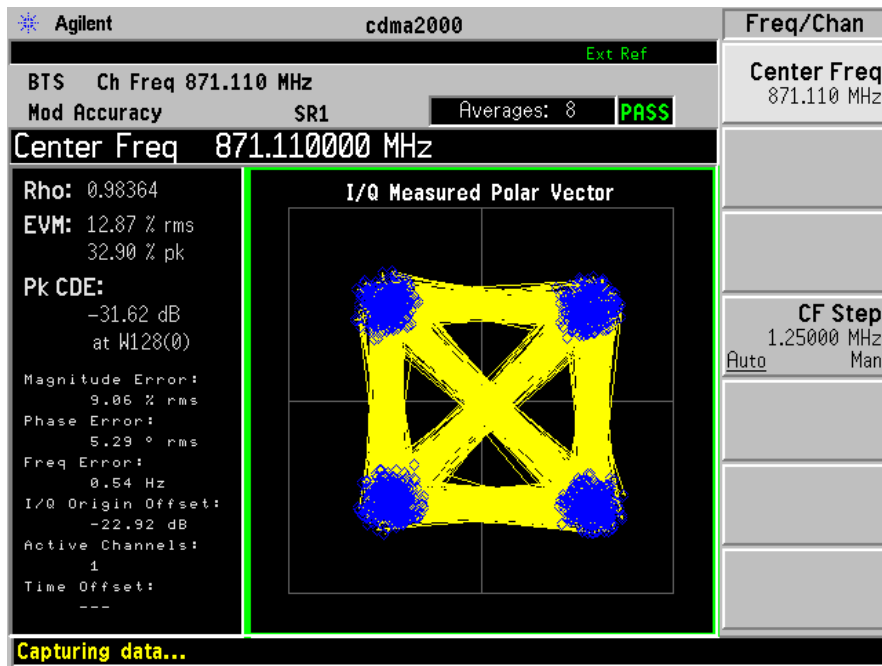 Agilent cdma2000 Freq/Chan
Ext Ref
BTS Ch Freq 871.110 MHz
Mod Accuracy SR1 Averages: 8 PASS
Center Freq 871.110000 MHz
Rho: 0.98364
EVM: 12.87 % rms
32.90 % pk
Pk CDE:
-31.62 dB
at W128(0)
Magnitude Error:
9.06 % rms
Phase Error:
5.29 ° rms
Freq Error:
0.54 Hz
I/Q Origin Offset:
-22.92 dB
Active Channels:
1
Time Offset:
---
I/Q Measured Polar Vector
Center Freq
871.110 MHz
CF Step
1.25000 MHz
Auto Man
Capturing data...